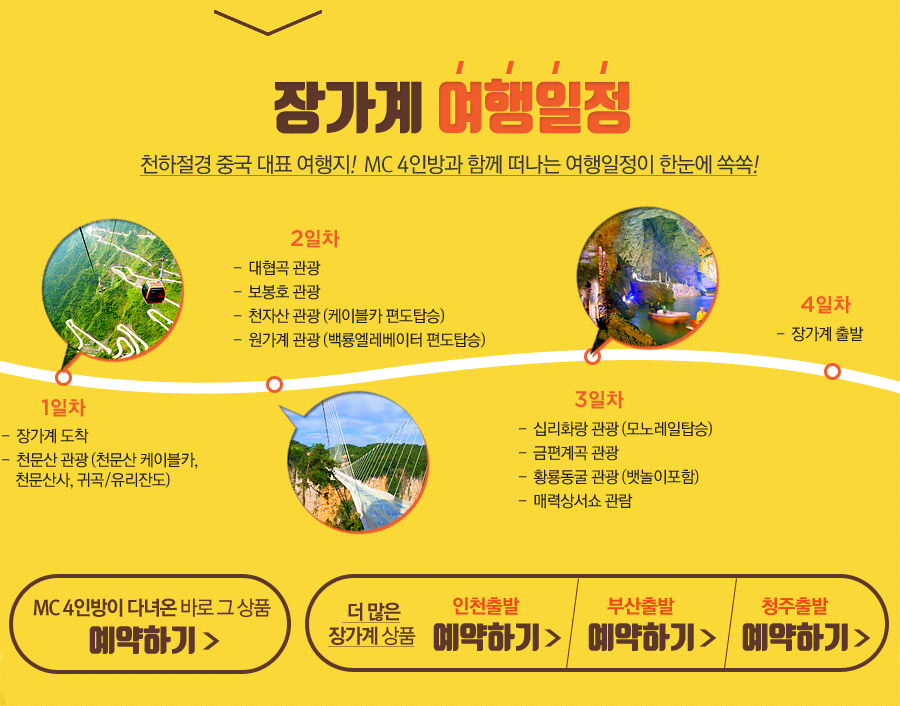 장가계 여행일정
천하절경 중국 대표 여행지! MC 4인방과 함께 떠나는 여행일정이 한눈에 쏙쏙!
1일차
- 장가계 도착
- 천문산 관광 (천문산 케이블카,
천문산사, 귀곡/유리잔도)
2일차
- 대협곡 관광
- 보봉호 관광
- 천자산 관광 (케이블카 편도탑승)
- 원가계 관광 (백룡엘레베이터 편도탑승)
3일차
- 십리화랑 관광 (모노레일탑승)
- 금편계곡 관광
- 황룡동굴 관광 (뱃놀이포함)
- 매력상서쇼 관람
4일차
- 장가계 출발
MC 4인방이 다녀온 바로 그 상품
예약하기 >
더 많은
장가계 상품
인천출발
예약하기 >
부산출발
예약하기 >
청주출발
예약하기 >